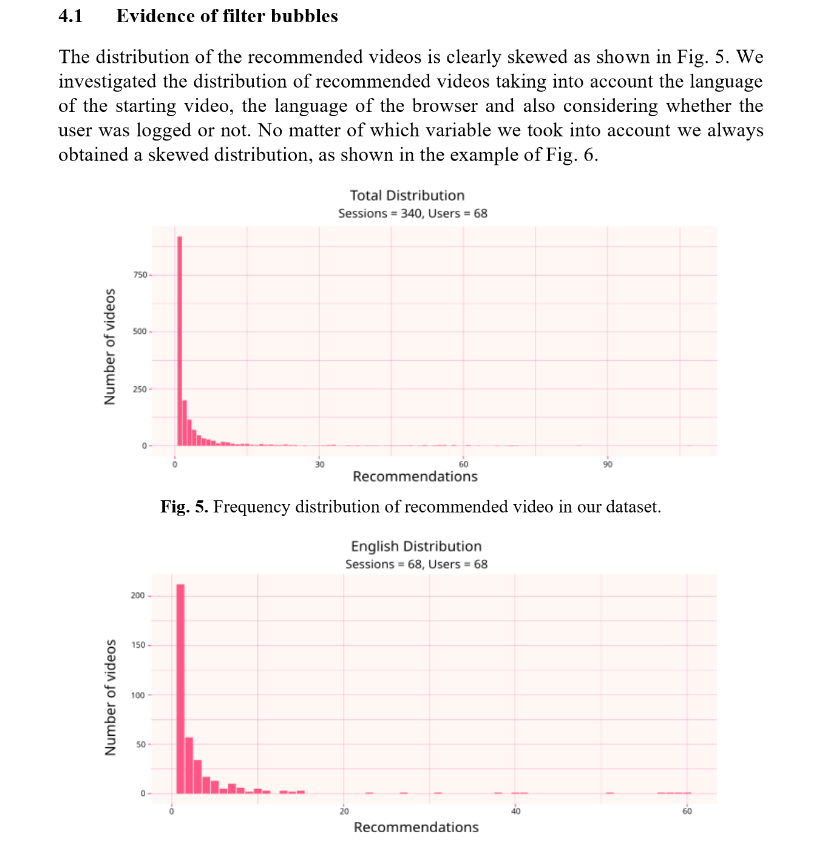 4.1 Evidence of filter bubbles
The distribution of the recommended videos is clearly skewed as shown in Fig. 5. We
investigated the distribution of recommended videos taking into account the language
of the starting video, the language of the browser and also considering whether the
user was logged or not. No matter of which variable we took into account we always
obtained a skewed distribution, as shown in the example of Fig. 6.
Total Distribution
Sessions = 340, Users = 68
Number of videos
750
500
250
0
0 30 60 90
Recommendations
Fig. 5. Frequency distribution of recommended video in our dataset.
English Distribution
Sessions = 68, Users = 68
Number of videos
200
150
100
50
0
0 20 40 60
Recommendations